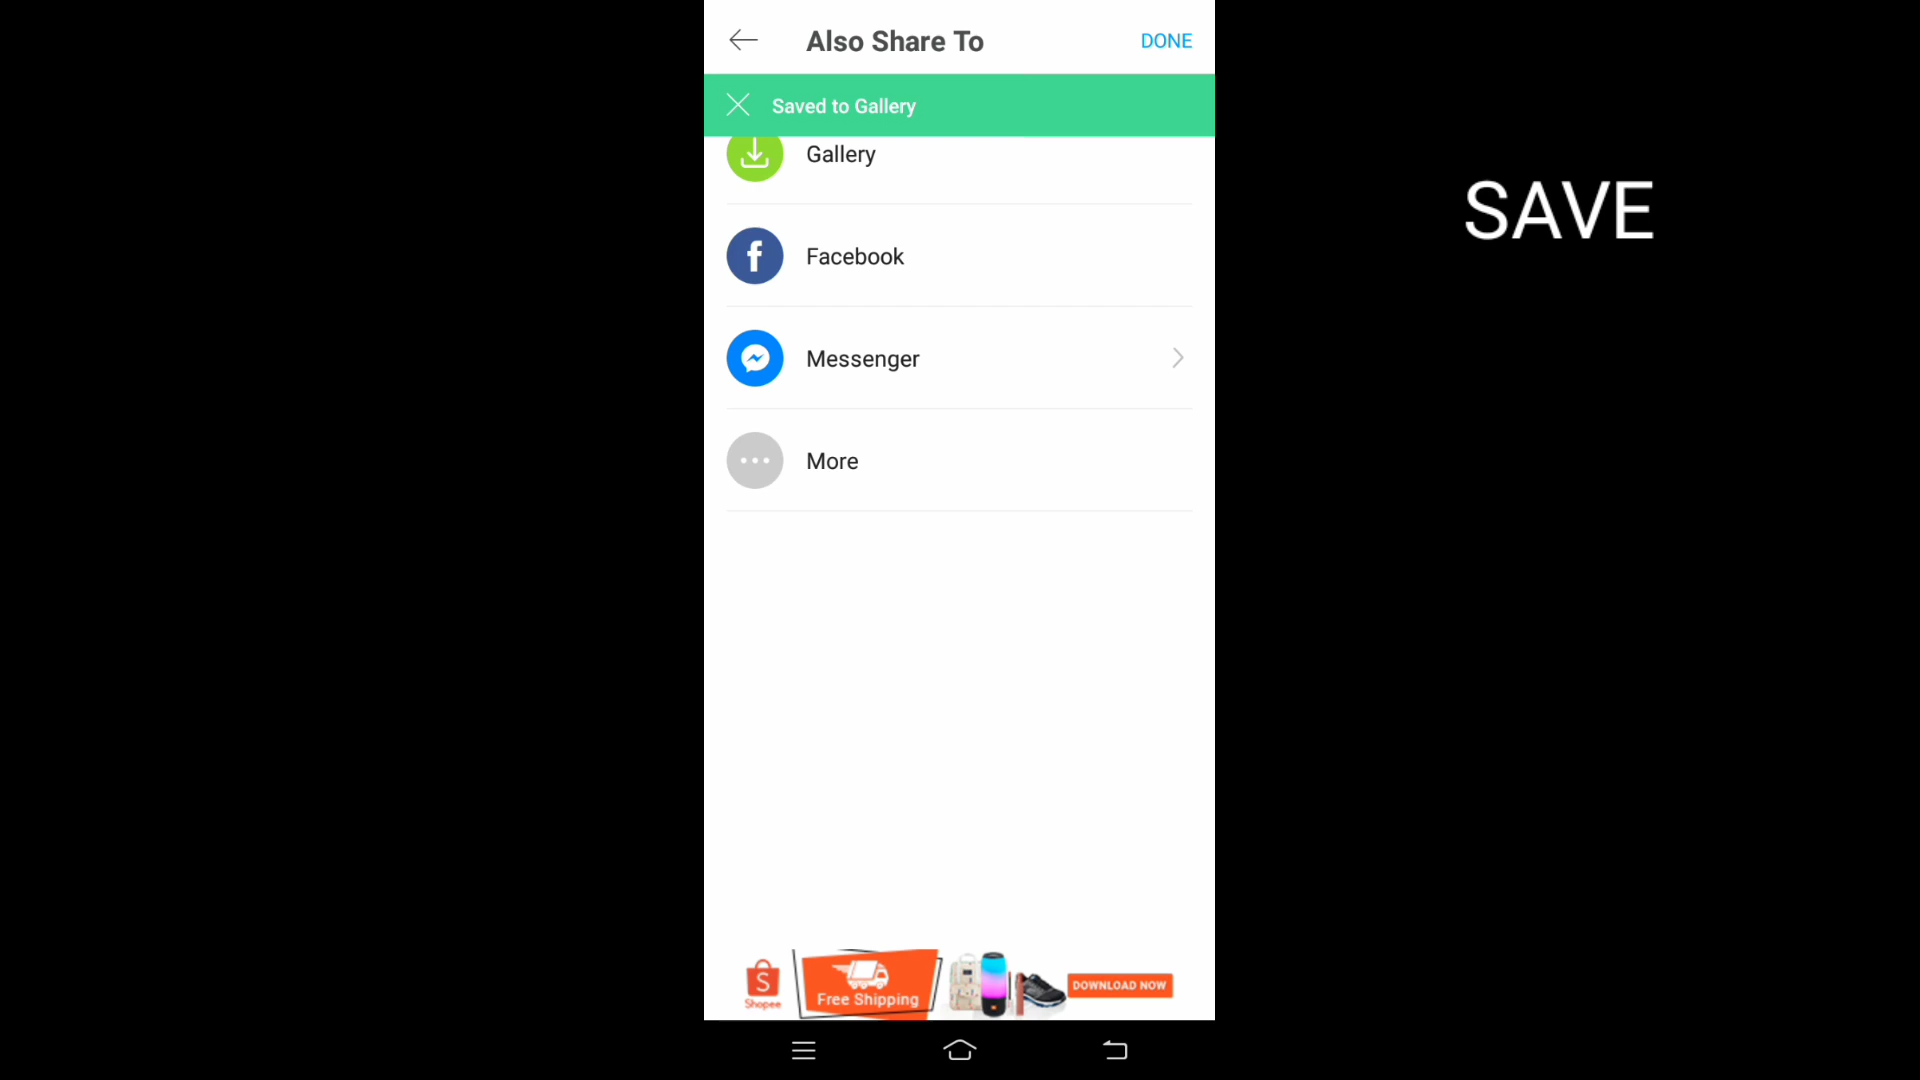 Also Share To
DONE
Saved to Gallery
SAVE
Gallery
Facebook
Messenger
More
Shopee
Free Shipping
DOWNLOAD NOW